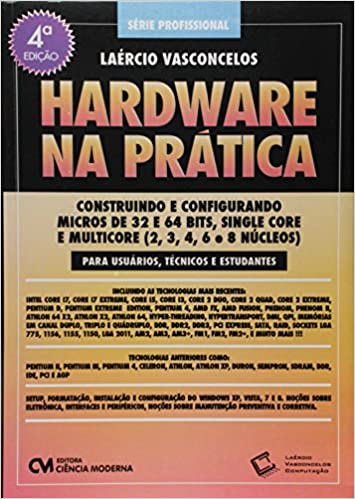 SÉRIE PROFISSIONAL
4ª
EDIÇÃO
LAÉRCIO VASCONCELOS
HARDWARE
NA PRÁTICA
CONSTRUINDO E CONFIGURANDO
MICROS DE 32 E 64 BITS, SINGLE CORE
E MULTICORE (2, 3, 4, 6 e 8 NÚCLEOS)
PARA USUÁRIOS, TÉCNICOS E ESTUDANTES
INCLUINDO AS TECNOLOGIAS MAIS RECENTES:
INTEL CORE I7, CORE I7 EXTREME, CORE I5, CORE I3, CORE 2 DUO, CORE 2 QUAD, CORE 2 EXTREME,
PENTIUM D, PENTIUM EXTREME EDITION, PENTIUM 4, AMD FX, AMD FUSION, PHENOM, PHENOM II,
ATHLON 64 X2, ATHLON X2, ATHLON 64, HYPER-THREADING, HYPERTRANSPORT, DMI, QPI, MEMÓRIAS
EM CANAL DUPLO, TRIPLO E QUÁDRUPLO, DDR, DDR2, DDR3, PCI EXPRESS, SATA, RAID, SOCKETS LGA
775, 1156, 1155, 1150, LGA 2011, AM2, AM3, AM3+, FM1, FM2, FM2+, E MUITO MAIS !!!
TECNOLOGIAS ANTERIORES COMO:
PENTIUM II, PENTIUM III, PENTIUM 4, CELERON, ATHLON, ATHLON XP, DURON, SEMPRON, SDRAM, DDR,
IDE, PCI E AGP
SETUP, FORMATAÇÃO, INSTALAÇÃO E CONFIGURAÇÃO DO WINDOWS XP, VISTA, 7 E 8. NOÇÕES SOBRE
ELETRÔNICA, INTERFACES E PERIFÉRICOS, NOÇÕES SOBRE MANUTENÇÃO PREVENTIVA E CORRETIVA.
CM
EDITORA
CIÊNCIA MODERNA
LAÉRCIO
VASCONCELOS
COMPUTAÇÃO